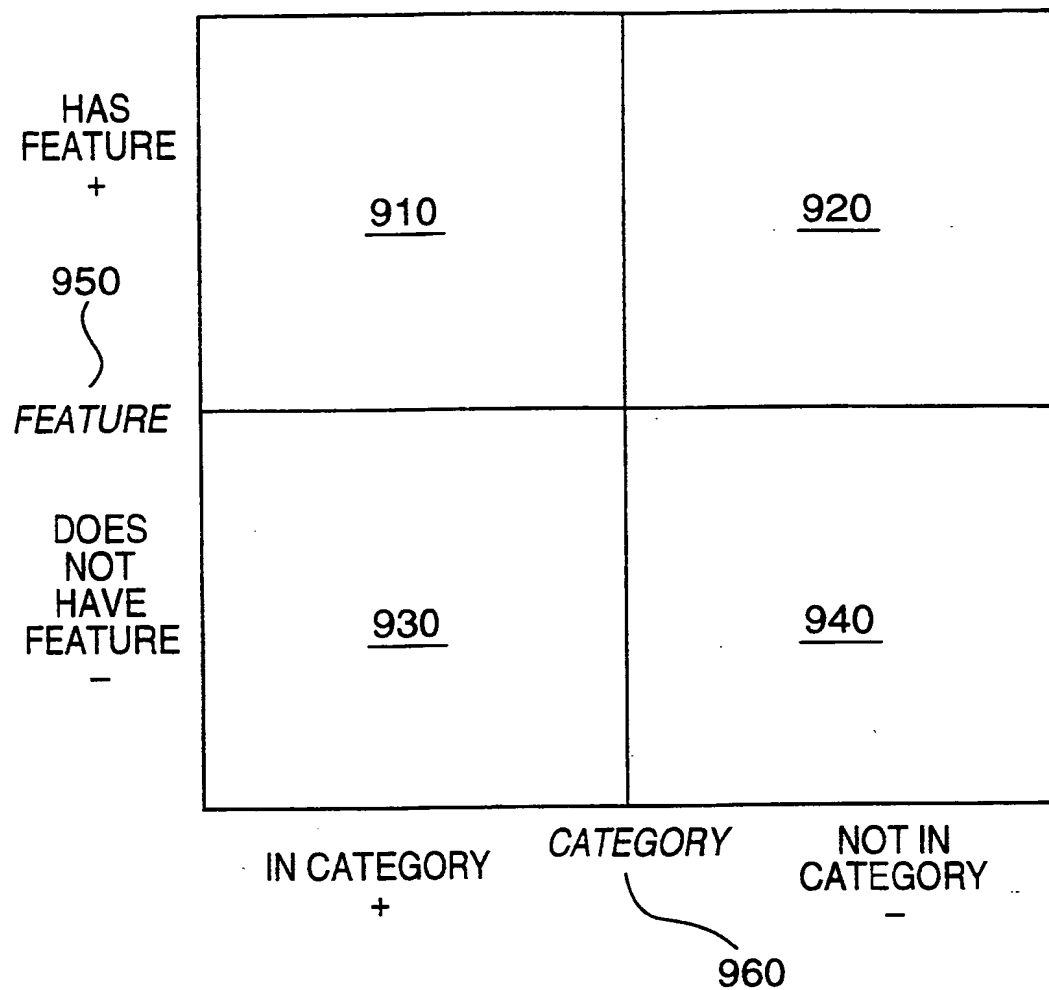 HAS
FEATURE
+
910
920
950
FEATURE
DOES
NOT
HAVE
FEATURE
–
930
940
IN CATEGORY
+
CATEGORY
NOT IN
CATEGORY
–
960